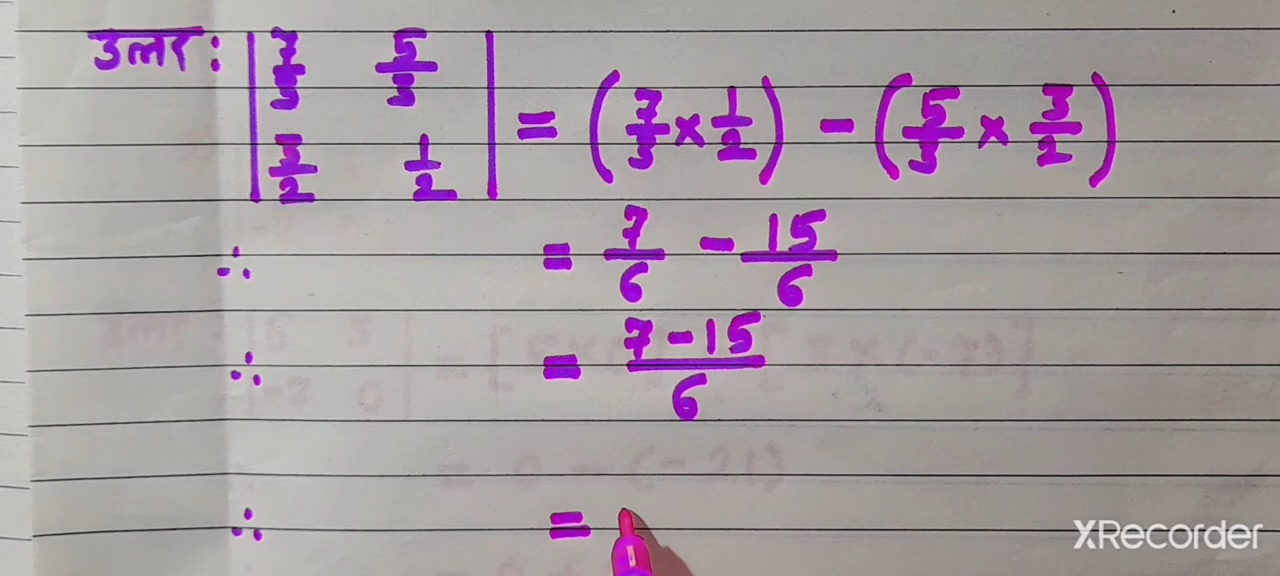 उत्तर: | 7/3 5/3 | = (7/3 × 1/2) - (5/3 × 3/2)
| 3/2 1/2 |
∴ = 7/6 - 15/6
∴ = 7-15/6
∴ =
XRecorder